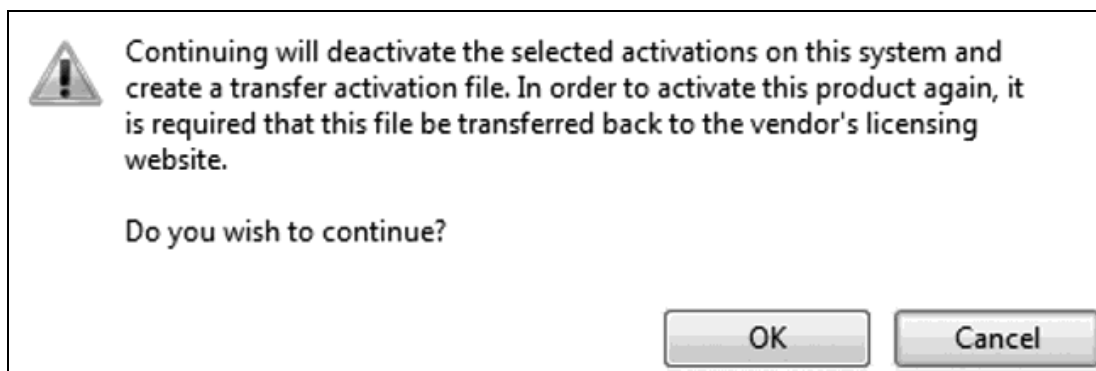 Continuing will deactivate the selected activations on this system and
create a transfer activation file. In order to activate this product again, it
is required that this file be transferred back to the vendor's licensing
website.
Do you wish to continue?
OK Cancel